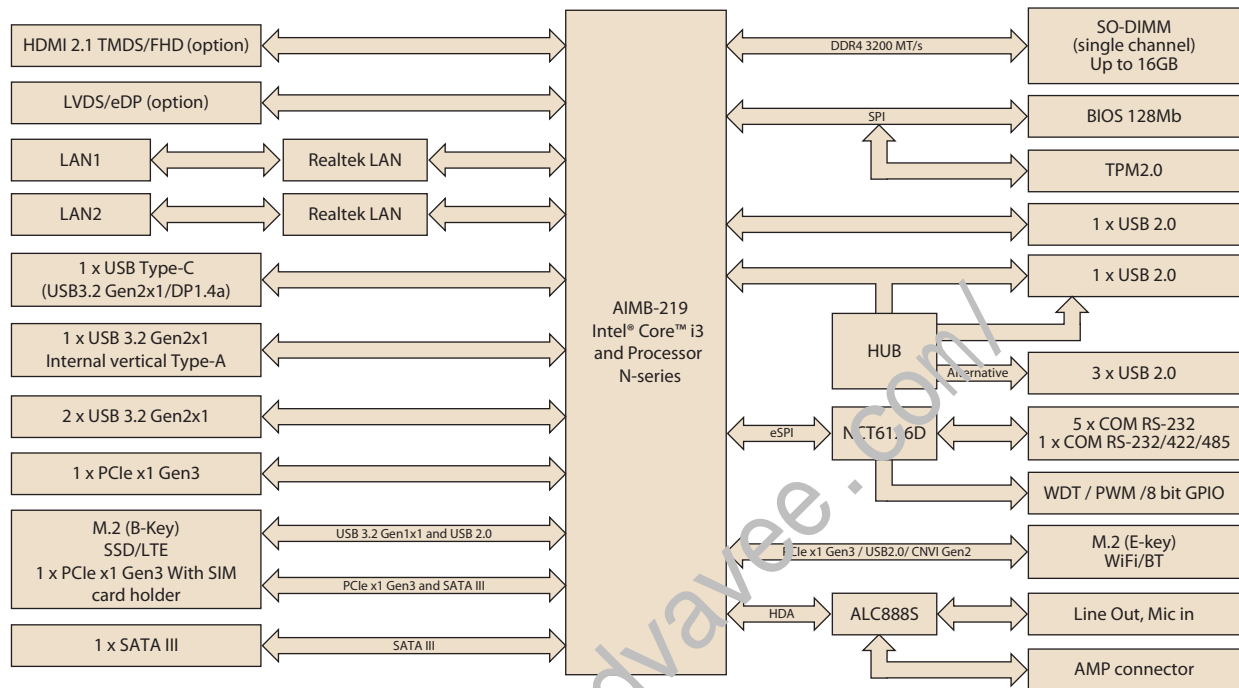 HDMI 2.1 TMDS/FHD (option)
LVDS/eDP (option)
LAN1
Realtek LAN
LAN2
Realtek LAN
1 x USB Type-C
(USB3.2 Gen2x1/DP1.4a)
1 x USB 3.2 Gen2x1
Internal vertical Type-A
2 x USB 3.2 Gen2x1
1 x PCIe x1 Gen3
M.2 (B-Key)
SSD/LTE
1 x PCIe x1 Gen3 With SIM
card holder
USB 3.2 Gen1x1 and USB 2.0
PCIe x1 Gen3 and SATA III
1 x SATA III
SATA III
AIMB-219
Intel® Core™ i3
and Processor
N-series
DDR4 3200 MT/s
SO-DIMM
(single channel)
Up to 16GB
SPI
BIOS 128Mb
TPM2.0
1 x USB 2.0
1 x USB 2.0
HUB
Alternative
3 x USB 2.0
eSPI
5 x COM RS-232
1 x COM RS-232/422/485
WDT / PWM /8 bit GPIO
PCIe x1 Gen3 / USB2.0/ CNVI Gen2
M.2 (E-key)
WiFi/BT
HDA
ALC888S
Line Out, Mic in
AMP connector